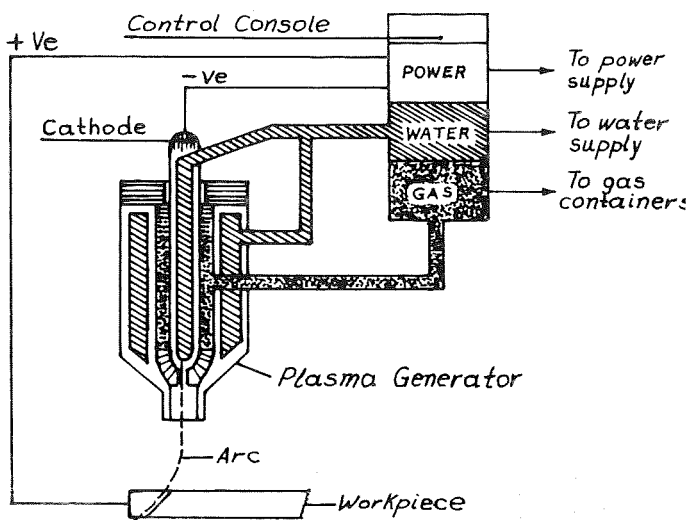 Control Console
+ Ve
POWER
To power
supply
-ve
Cathode
WATER
To water
supply
GAS
To gas
containers
Plasma Generator
Arc
Workpiece